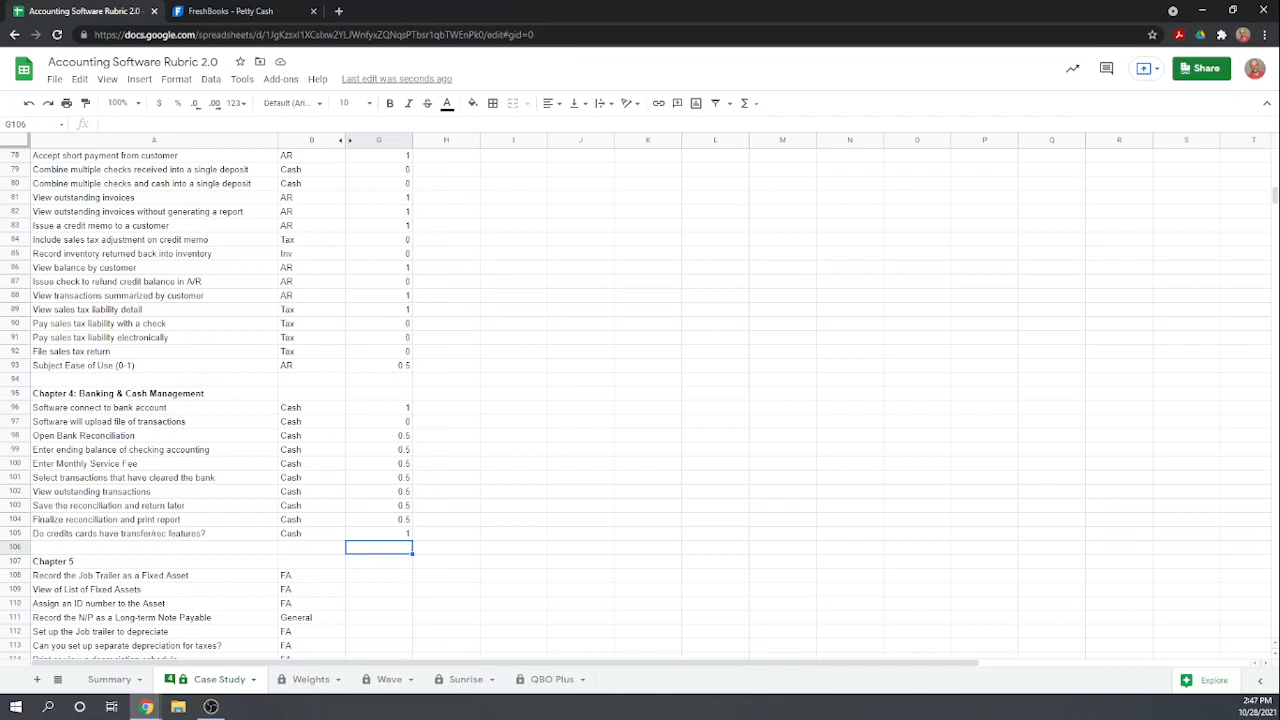 Accounting Software Rubric 2.0 -
FreshBooks - Petty Cash
https://docs.google.com/spreadsheets/d/1JgKzsxl1XCslxw2YLJWnfyxZQNqsPTbsr1qbTWEnPk0/edit#gid=0
Accounting Software Rubric 2.0
Share
File Edit View Insert Format Data Tools Add-ons Help Last edit was seconds ago
100% $ % .0 .00 123 Default (Ari... 10 B I S A
G106 fx
A B G H I J K L M N O P Q R S T
78 Accept short payment from customer AR 1
79 Combine multiple checks received into a single deposit Cash 0
80 Combine multiple checks and cash into a single deposit Cash 0
81 View outstanding invoices AR 1
82 View outstanding invoices without generating a report AR 1
83 Issue a credit memo to a customer AR 1
84 Include sales tax adjustment on credit memo Tax 0
85 Record inventory returned back into inventory Inv 0
86 View balance by customer AR 1
87 Issue check to refund credit balance in A/R AR 0
88 View transactions summarized by customer AR 1
89 View sales tax liability detail Tax 1
90 Pay sales tax liability with a check Tax 0
91 Pay sales tax liability electronically Tax 0
92 File sales tax return Tax 0
93 Subject Ease of Use (0-1) AR 0.5
94
95 Chapter 4: Banking & Cash Management
96 Software connect to bank account Cash 1
97 Software will upload file of transactions Cash 0
98 Open Bank Reconciliation Cash 0.5
99 Enter ending balance of checking accounting Cash 0.5
100 Enter Monthly Service Fee Cash 0.5
101 Select transactions that have cleared the bank Cash 0.5
102 View outstanding transactions Cash 0.5
103 Save the reconciliation and return later Cash 0.5
104 Finalize reconciliation and print report Cash 0.5
105 Do credits cards have transfer/rec features? Cash 1
106
107 Chapter 5
108 Record the Job Trailer as a Fixed Asset FA
109 View of List of Fixed Assets FA
110 Assign an ID number to the Asset FA
111 Record the N/P as a Long-term Note Payable General
112 Set up the Job trailer to depreciate FA
113 Can you set up separate depreciation for taxes? FA
Summary 4 Case Study Weights Wave Sunrise QBO Plus Explore
2:47 PM
10/28/2021